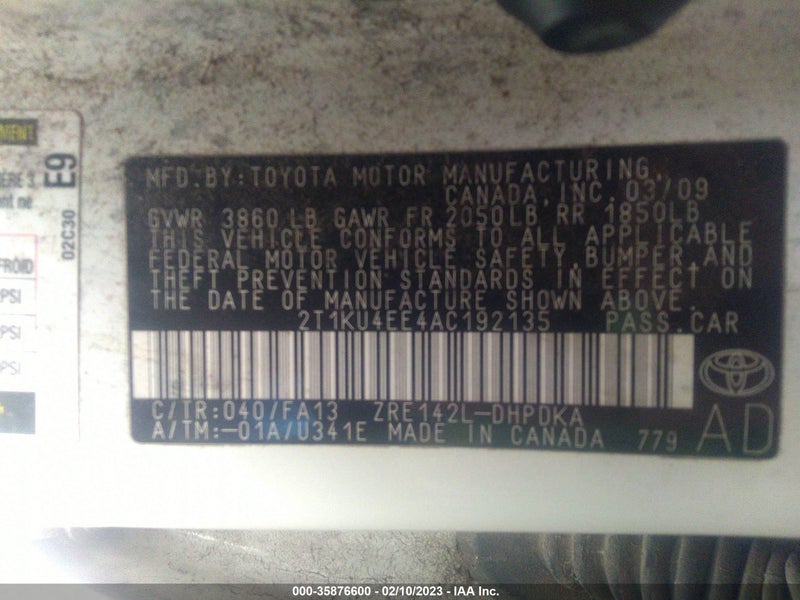 MENT
E9
02C30
MFD.BY:TOYOTA MOTOR MANUFACTURING,
CANADA,INC. 03/09
GVWR 3860 LB GAWR FR 2050LB RR 1850LB
THIS VEHICLE CONFORMS TO ALL APPLICABLE
FEDERAL MOTOR VEHICLE SAFETY,BUMPER,AND
THEFT PREVENTION STANDARDS IN EFFECT ON
THE DATE OF MANUFACTURE SHOWN ABOVE.
2T1KU4EE4AC192135 PASS.CAR
C/TR:040/FA13 ZRE142L-DHPDKA
A/TM:-01A/U341E MADE IN CANADA 779
AD
FROID
PSI
PSI
000-35876600 - 02/10/2023 - IAA Inc.